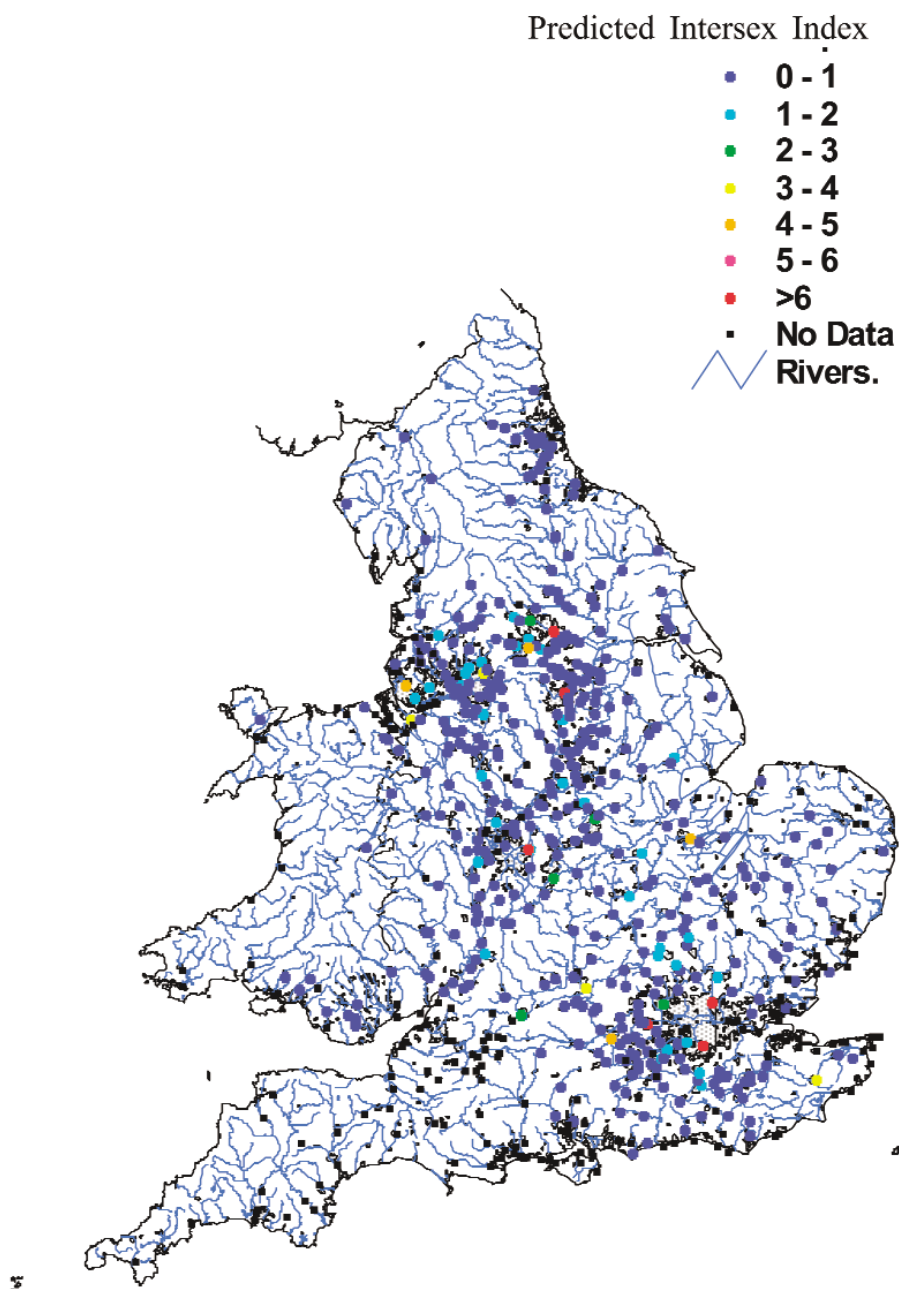 Predicted Intersex Index
0 - 1
1 - 2
2 - 3
3 - 4
4 - 5
5 - 6
>6
No Data
Rivers.